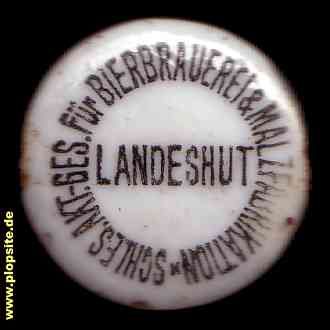 SCHLES. AKT.-GES. für BIERBRAUEREI & MALZFABRIKATION *
LANDESHUT
www.plopsite.de